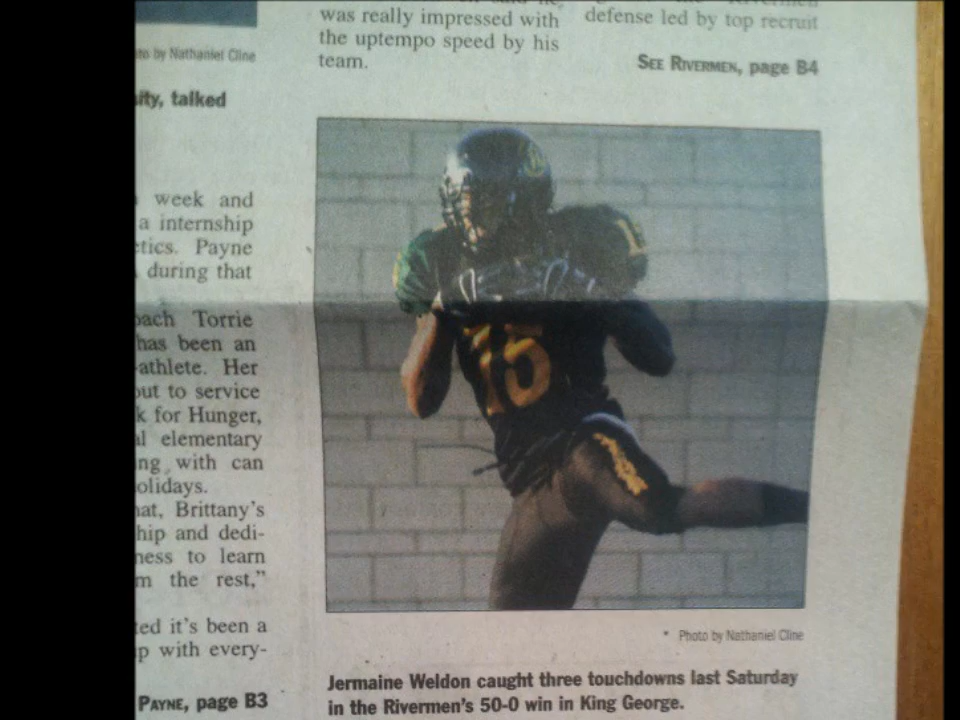 to by Nathaniel Cline
ity, talked
week and
a internship
etics. Payne
during that
oach Torrie
has been an
athlete. Her
out to service
k for Hunger,
al elementary
ng with can
olidays.
hat, Brittany's
hip and dedi-
ness to learn
m the rest,"
ted it's been a
p with every-
PAYNE, page B3
was really impressed with
the uptempo speed by his
team.
defense led by top recruit
SEE RIVERMEN, page B4
1
15
Photo by Nathaniel Cline
Jermaine Weldon caught three touchdowns last Saturday
in the Rivermen's 50-0 win in King George.